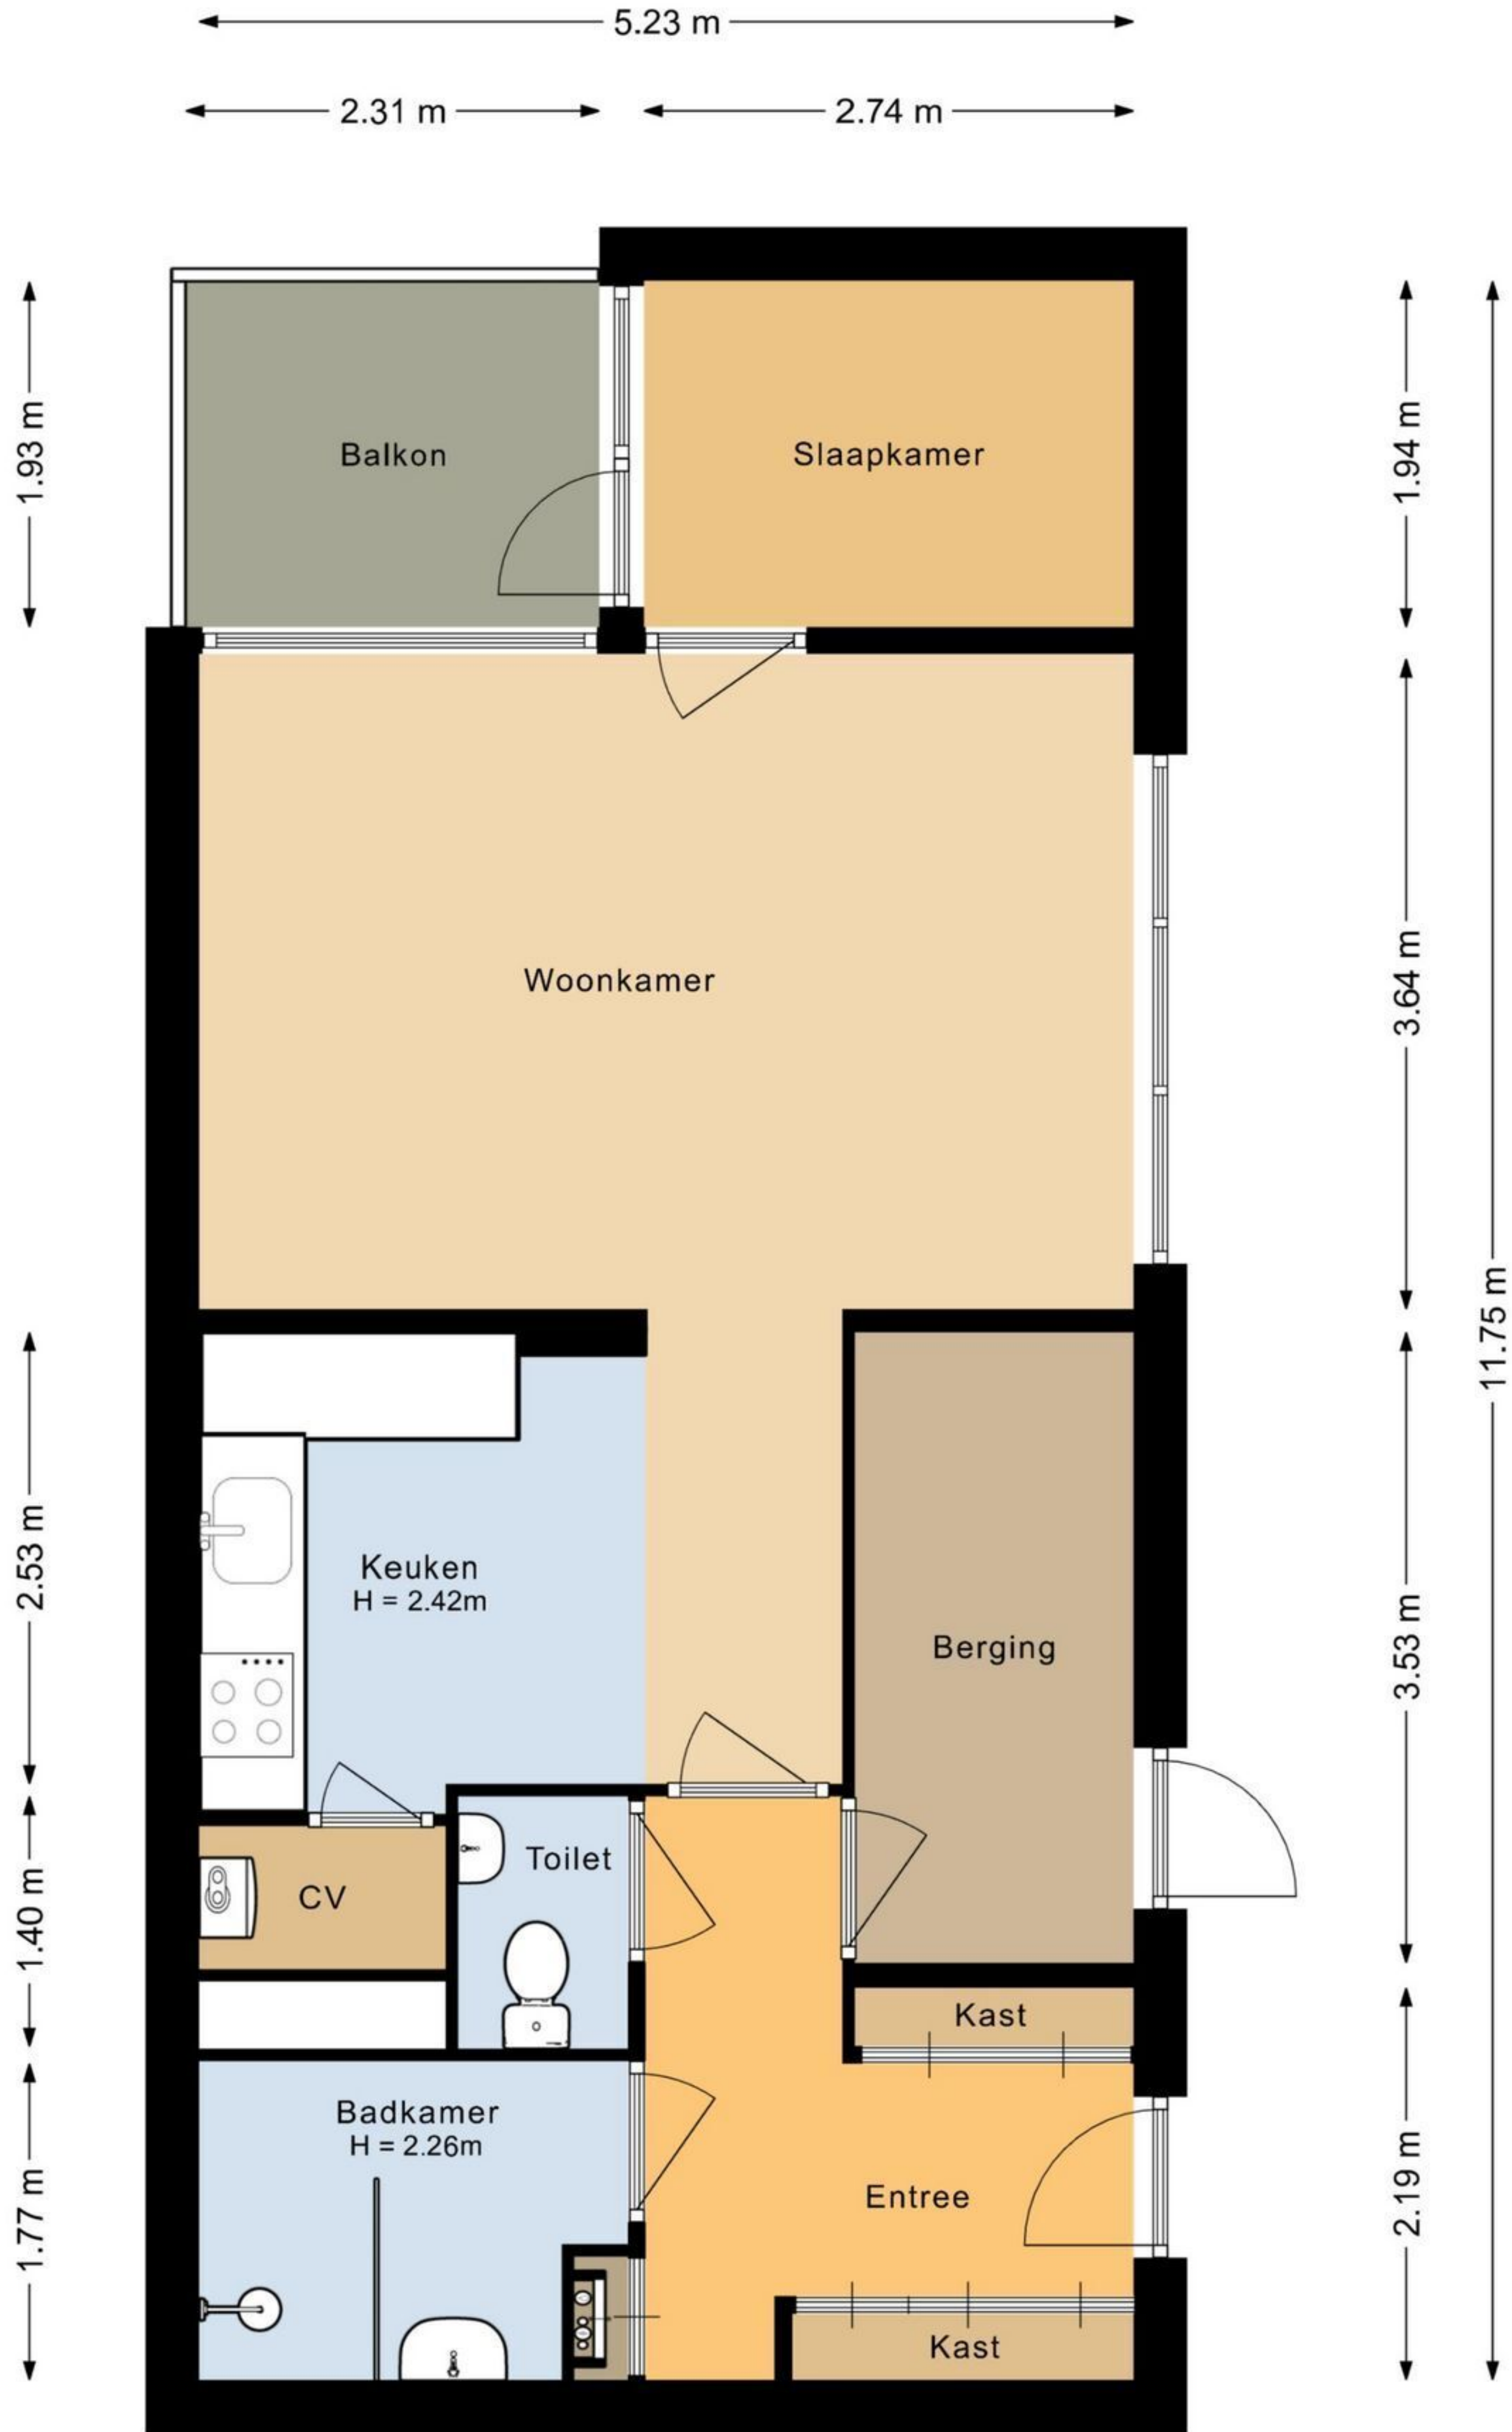 5.23 m
2.31 m
2.74 m
1.93 m
Balkon
Slaapkamer
1.94 m
Woonkamer
3.64 m
11.75 m
2.53 m
Keuken
H = 2.42m
Berging
3.53 m
Toilet
CV
1.40 m
Kast
Badkamer
H = 2.26m
1.77 m
Entree
2.19 m
Kast